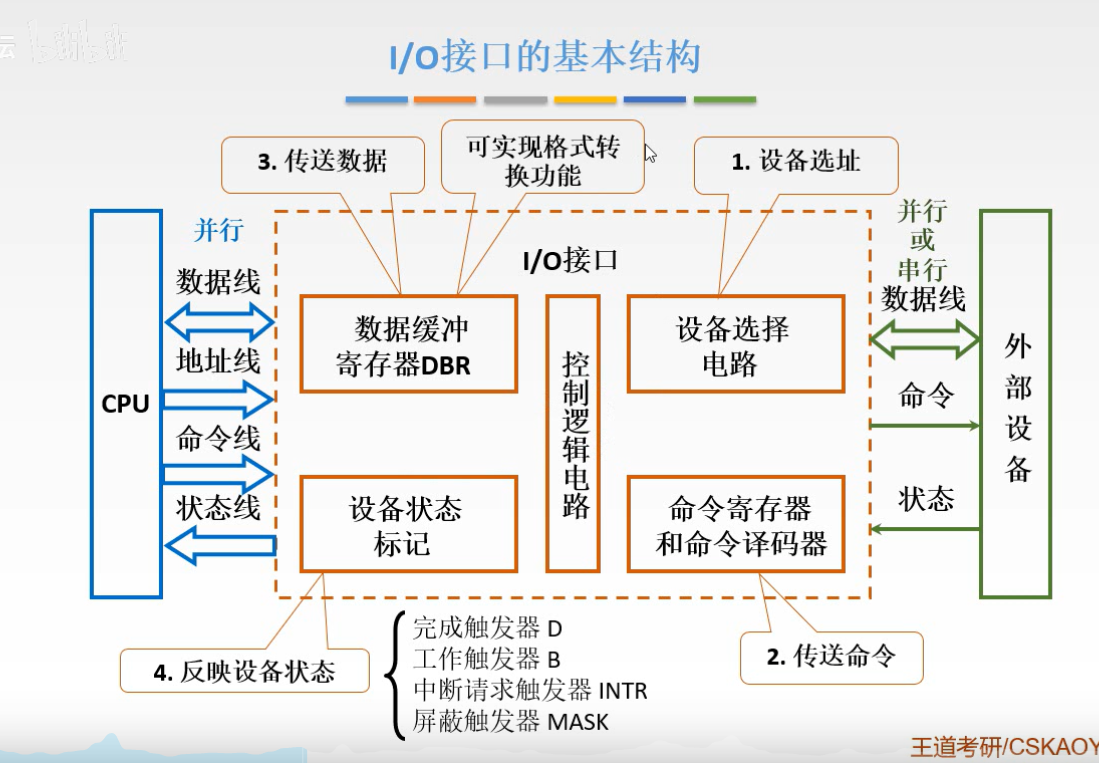 I/O接口的基本结构
3. 传送数据
可实现格式转
换功能
1. 设备选址
并行
并行
或
串行
I/O接口
数据线
数据线
数据缓冲
寄存器DBR
设备选择
电路
地址线
控制逻辑电路
外部设备
CPU
命令
命令线
状态线
状态
设备状态
标记
命令寄存器
和命令译码器
完成触发器 D
工作触发器 B
中断请求触发器 INTR
屏蔽触发器 MASK
4. 反映设备状态
2. 传送命令
王道考研/CSKAOY